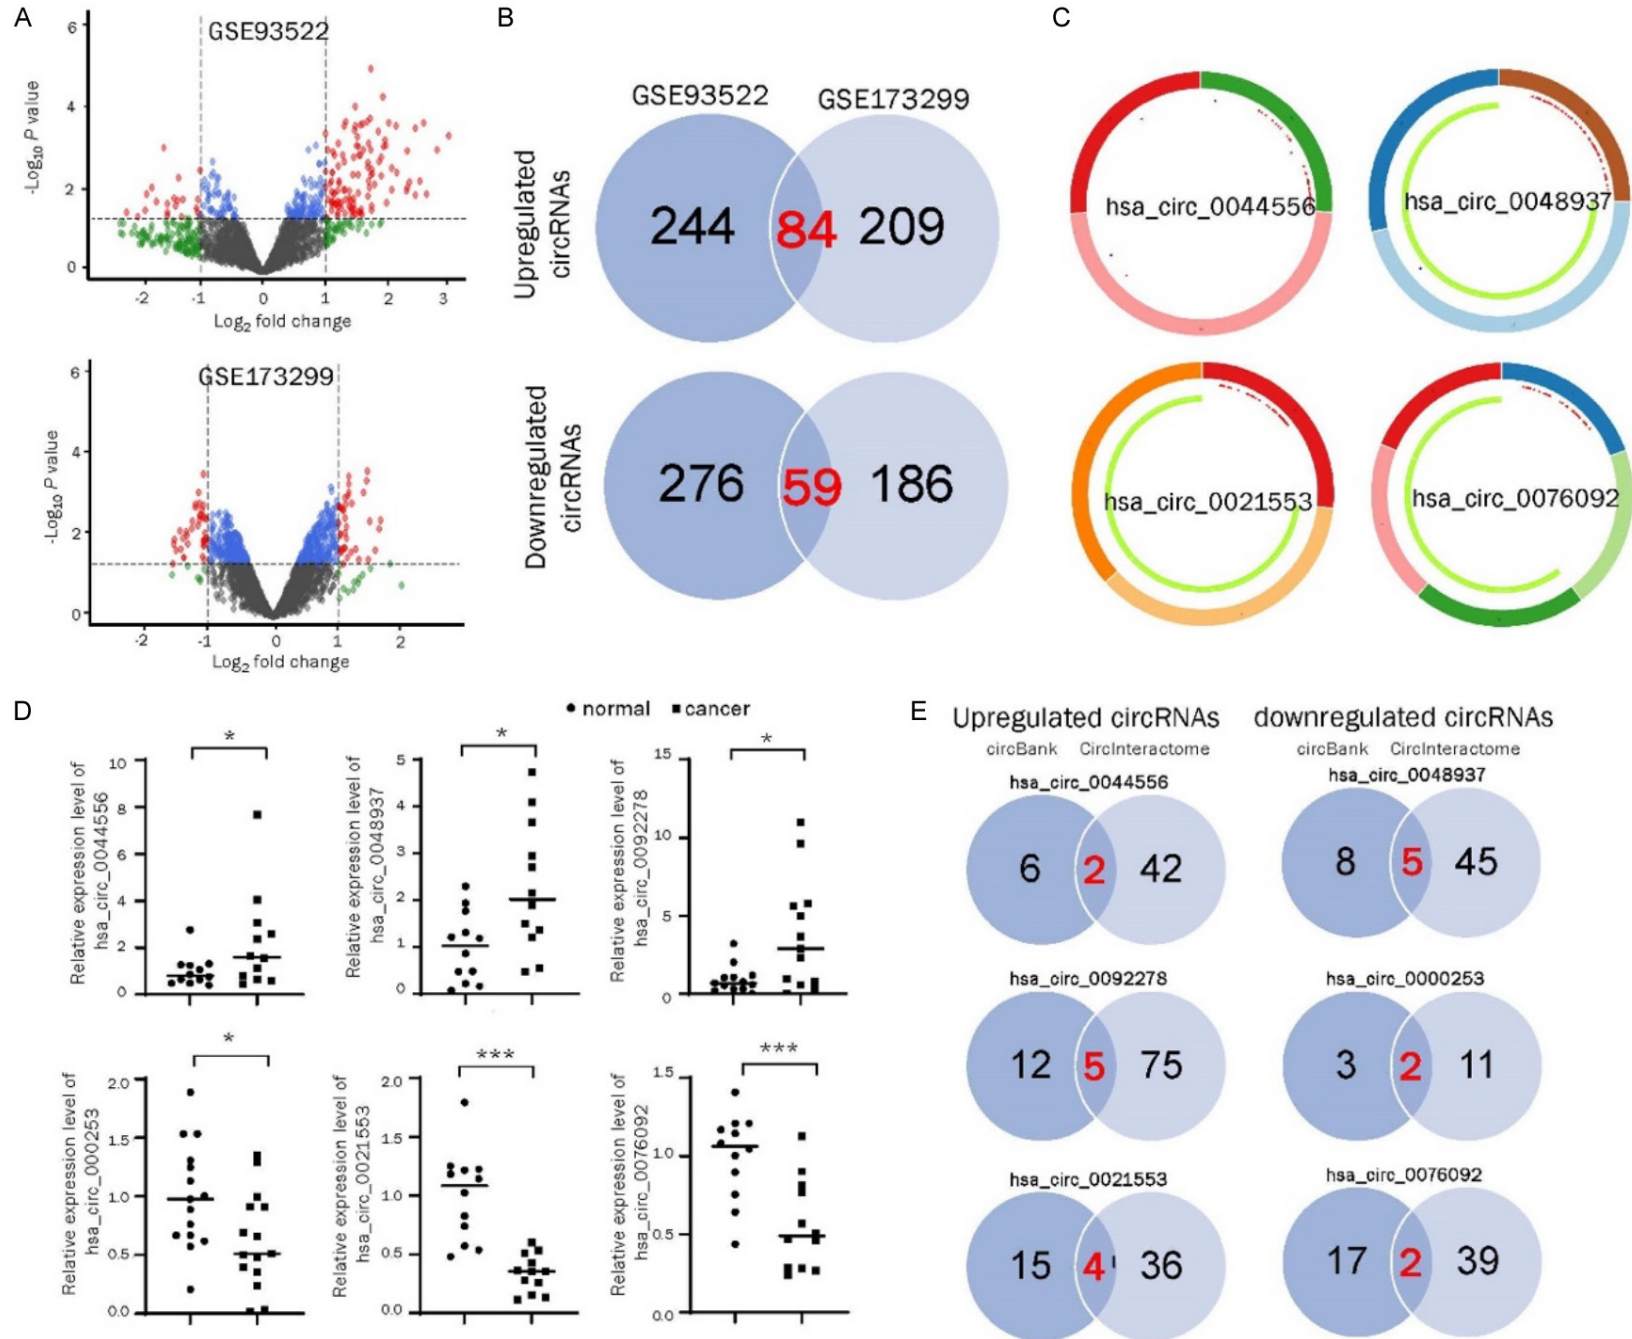 A
GSE93522
6
4
2
0
-Log10 P value
-2
-1
0
1
2
3
Log2 fold change
GSE173299
6
4
2
0
-Log10 P value
-2
-1
0
1
2
Log2 fold change
B
GSE93522
GSE173299
Upregulated
circRNAs
244
84
209
Downregulated
circRNAs
276
59
186
C
hsa_circ_0044556
hsa_circ_0048937
hsa_circ_0021553
hsa_circ_0076092
D
normal
cancer
Relative expression level of
hsa_circ_0044556
10
8
6
4
2
0
*
Relative expression level of
hsa_circ_0048937
5
4
3
2
1
0
*
Relative expression level of
hsa_circ_0092278
15
10
5
0
*
Relative expression level of
hsa_circ_000253
2.0
1.5
1.0
0.5
0.0
*
Relative expression level of
hsa_circ_0021553
2.0
1.5
1.0
0.5
0.0
***
Relative expression level of
hsa_circ_0076092
1.5
1.0
0.5
0.0
***
E
Upregulated circRNAs
downregulated circRNAs
circBank
CircInteractome
circBank
CircInteractome
hsa_circ_0044556
6
2
42
hsa_circ_0048937
8
5
45
hsa_circ_0092278
12
5
75
hsa_circ_0000253
3
2
11
hsa_circ_0021553
15
4
36
hsa_circ_0076092
17
2
39